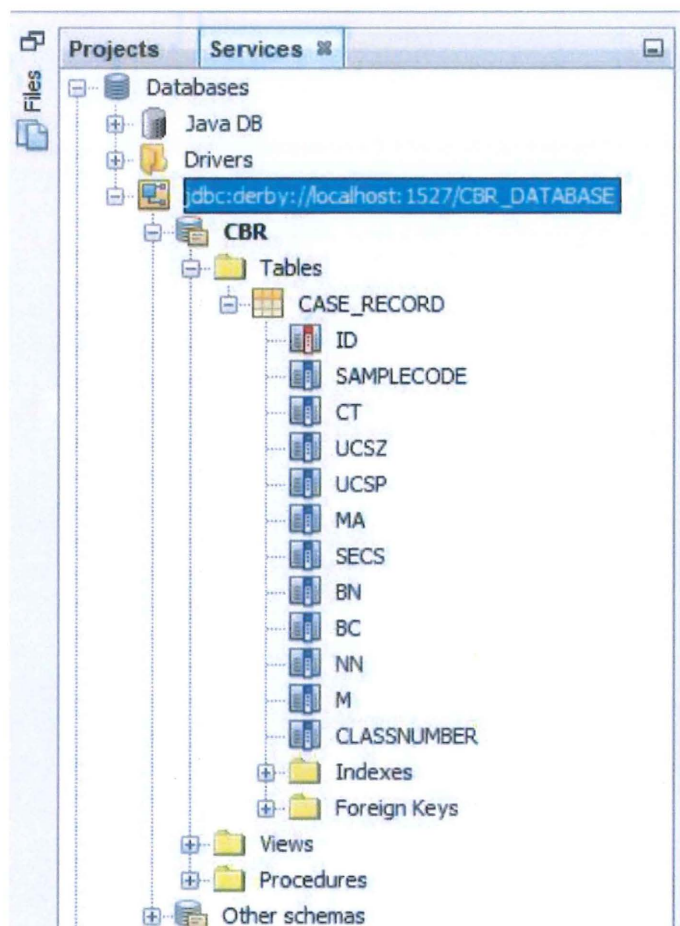 Files
Projects Services
Databases
Java DB
Drivers
jdbc:derby://localhost:1527/CBR_DATABASE
CBR
Tables
CASE_RECORD
ID
SAMPLECODE
CT
UCSZ
UCSP
MA
SECS
BN
BC
NN
M
CLASSNUMBER
Indexes
Foreign Keys
Views
Procedures
Other schemas